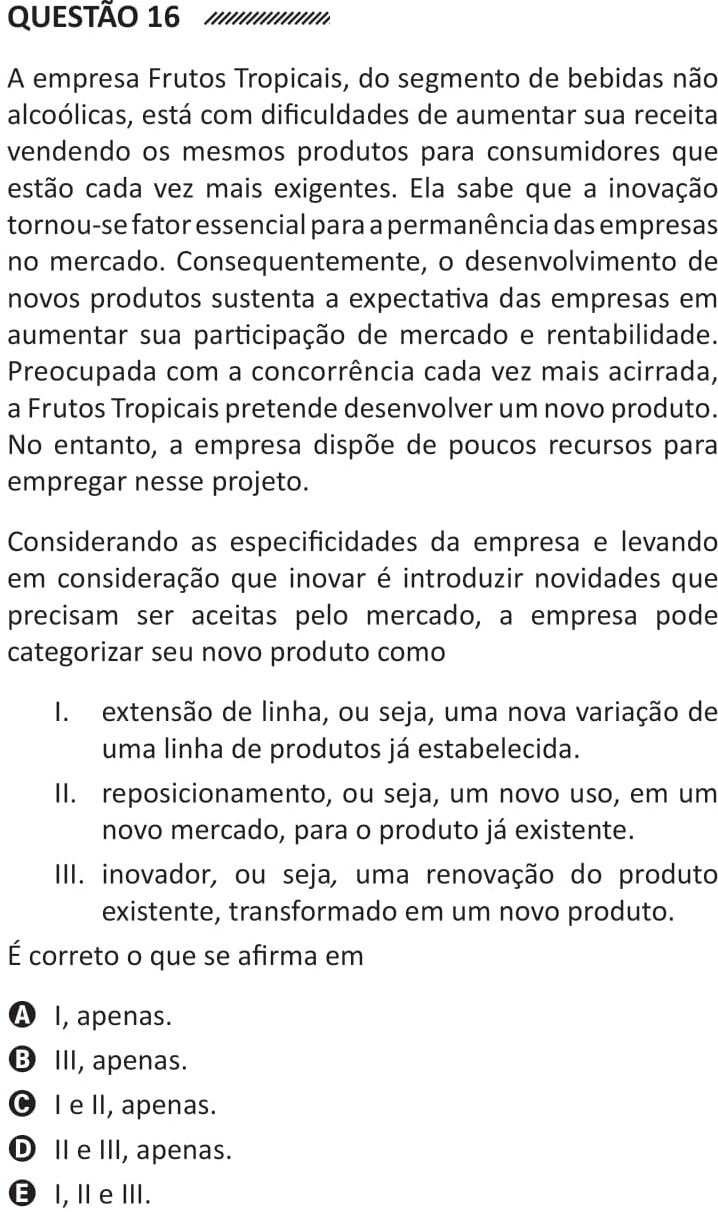 QUESTÃO 16
A empresa Frutos Tropicais, do segmento de bebidas não
alcoólicas, está com dificuldades de aumentar sua receita
vendendo os mesmos produtos para consumidores que
estão cada vez mais exigentes. Ela sabe que a inovação
tornou-se fator essencial para a permanência das empresas
no mercado. Consequentemente, o desenvolvimento de
novos produtos sustenta a expectativa das empresas em
aumentar sua participação de mercado e rentabilidade.
Preocupada com a concorrência cada vez mais acirrada,
a Frutos Tropicais pretende desenvolver um novo produto.
No entanto, a empresa dispõe de poucos recursos para
empregar nesse projeto.
Considerando as especificidades da empresa e levando
em consideração que inovar é introduzir novidades que
precisam ser aceitas pelo mercado, a empresa pode
categorizar seu novo produto como
I. extensão de linha, ou seja, uma nova variação de
uma linha de produtos já estabelecida.
II. reposicionamento, ou seja, um novo uso, em um
novo mercado, para o produto já existente.
III. inovador, ou seja, uma renovação do produto
existente, transformado em um novo produto.
É correto o que se afirma em
A I, apenas.
B III, apenas.
C I e II, apenas.
D II e III, apenas.
E I, II e III.